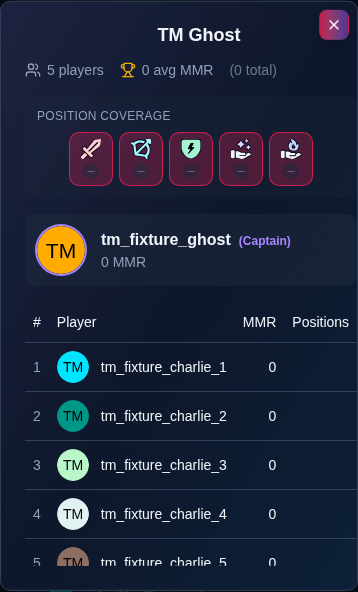 TM Ghost
5 players 0 avg MMR (0 total)
POSITION COVERAGE
– – – – –
TM tm_fixture_ghost (Captain)
0 MMR
# Player MMR Positions
1 TM tm_fixture_charlie_1 0
2 TM tm_fixture_charlie_2 0
3 TM tm_fixture_charlie_3 0
4 TM tm_fixture_charlie_4 0
5 TM tm_fixture_charlie_5 0